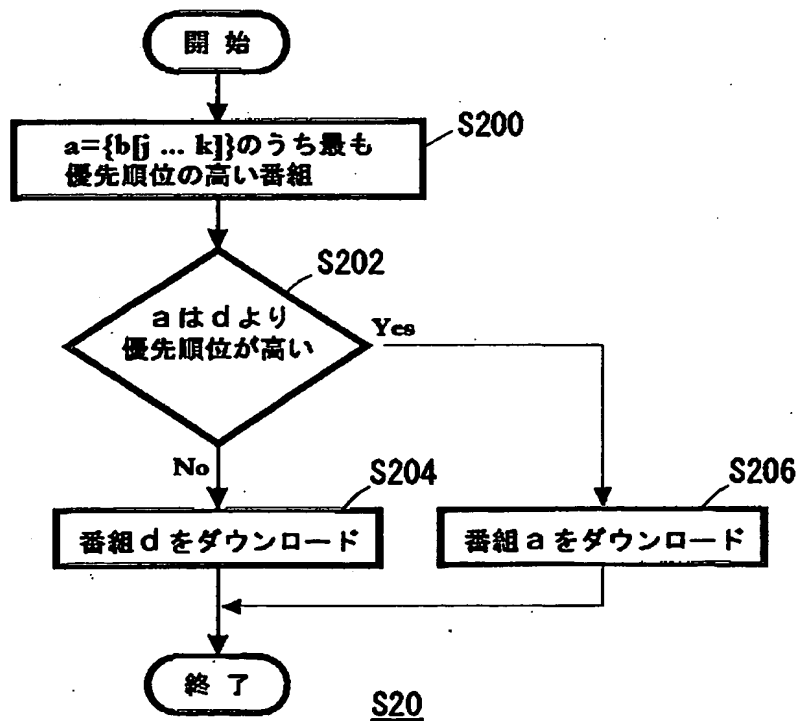 開始
S200
a={b[j ... k]}のうち最も
優先順位の高い番組
S202
aはdより
優先順位が高い
Yes
No
S204
S206
番組dをダウンロード
番組aをダウンロード
終了
S20